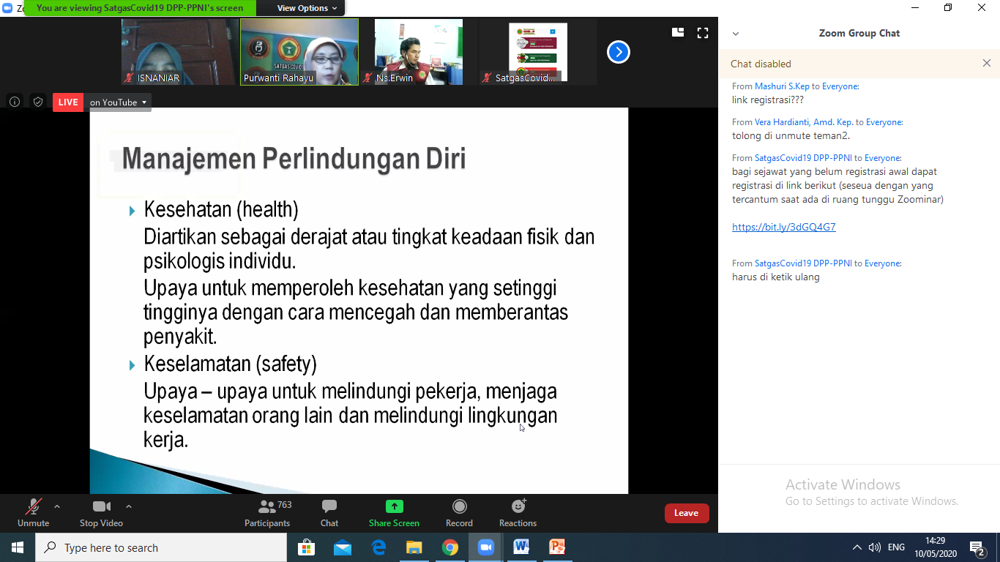 You are viewing SatgasCovid19 DPP-PPNI's screen
View Options
ISNANIAR
SATGAS COVID
Purwanti Rahayu
Ns.Erwin
SatgasCovid...
LIVE
on YouTube
Manajemen Perlindungan Diri
Kesehatan (health)
Diartikan sebagai derajat atau tingkat keadaan fisik dan
psikologis individu.
Upaya untuk memperoleh kesehatan yang setinggi
tingginya dengan cara mencegah dan memberantas
penyakit.
Keselamatan (safety)
Upaya – upaya untuk melindungi pekerja, menjaga
keselamatan orang lain dan melindungi lingkungan
kerja.
Zoom Group Chat
Chat disabled
From Mashuri S.Kep to Everyone:
link registrasi???
From Vera Hardianti, Amd. Kep. to Everyone:
tolong di unmute teman2.
From SatgasCovid19 DPP-PPNI to Everyone:
bagi sejawat yang belum registrasi awal dapat
registrasi di link berikut (seseua dengan yang
tercantum saat ada di ruang tunggu Zoominar)
https://bit.ly/3dGQ4G7
From SatgasCovid19 DPP-PPNI to Everyone:
harus di ketik ulang
Activate Windows
Go to Settings to activate Windows.
Unmute
Stop Video
763
Participants
Chat
Share Screen
Record
Reactions
Leave
Type here to search
ENG
14:29
10/05/2020
2